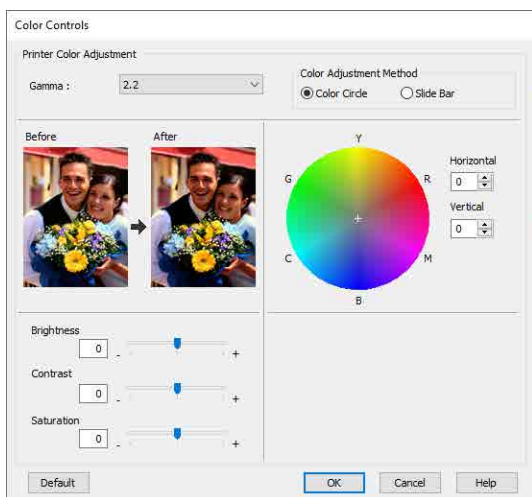 Color Controls
Printer Color Adjustment
Gamma :
2.2
Color Adjustment Method
Color Circle
Slide Bar
Before
After
Y
G
R
C
M
B
Horizontal
0
Vertical
0
Brightness
0
-
+
Contrast
0
-
+
Saturation
0
-
+
Default
OK
Cancel
Help